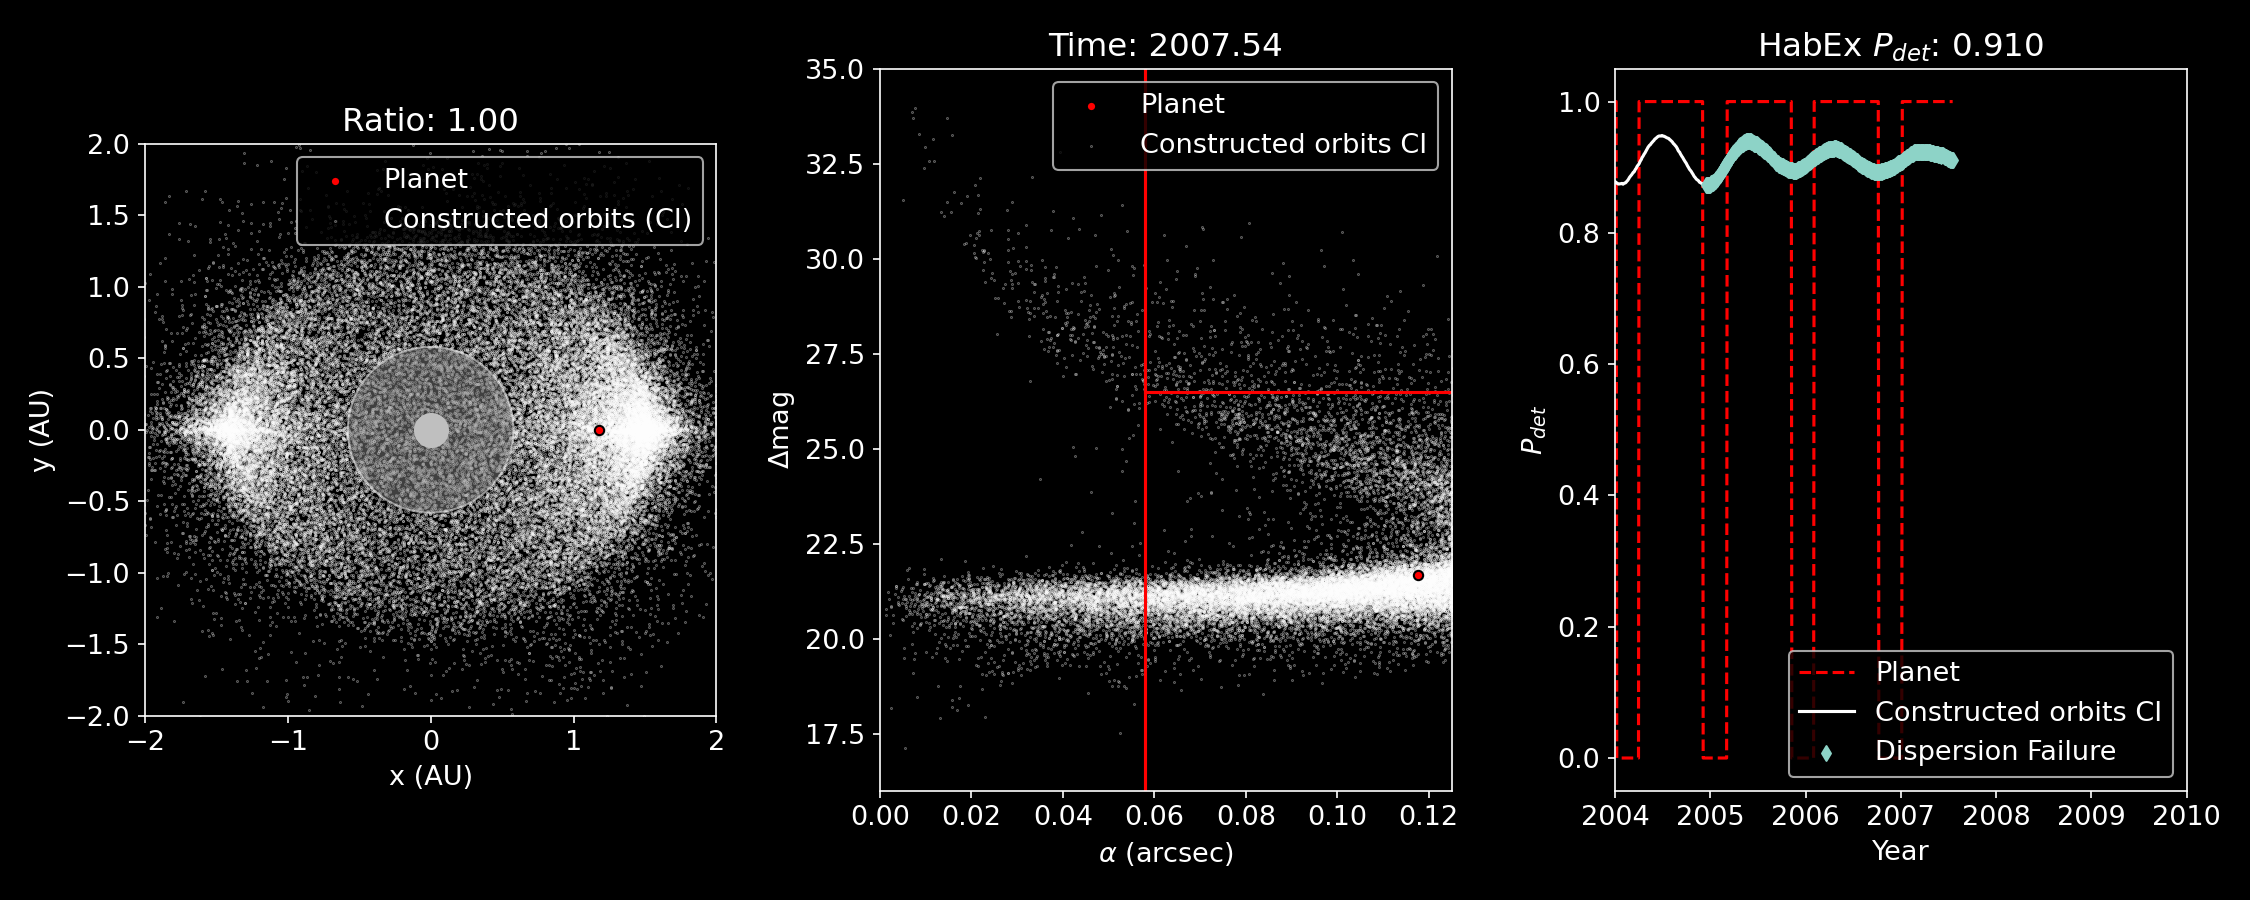 Ratio: 1.00
Planet
Constructed orbits (CI)
2.0
1.5
1.0
0.5
0.0
−0.5
−1.0
−1.5
−2.0
−2
−1
0
1
2
y (AU)
x (AU)
Time: 2007.54
Planet
Constructed orbits CI
35.0
32.5
30.0
27.5
25.0
22.5
20.0
17.5
0.00
0.02
0.04
0.06
0.08
0.10
0.12
Δmag
α (arcsec)
HabEx P_det: 0.910
1.0
0.8
0.6
0.4
0.2
0.0
P_det
Planet
Constructed orbits CI
Dispersion Failure
2004
2005
2006
2007
2008
2009
2010
Year